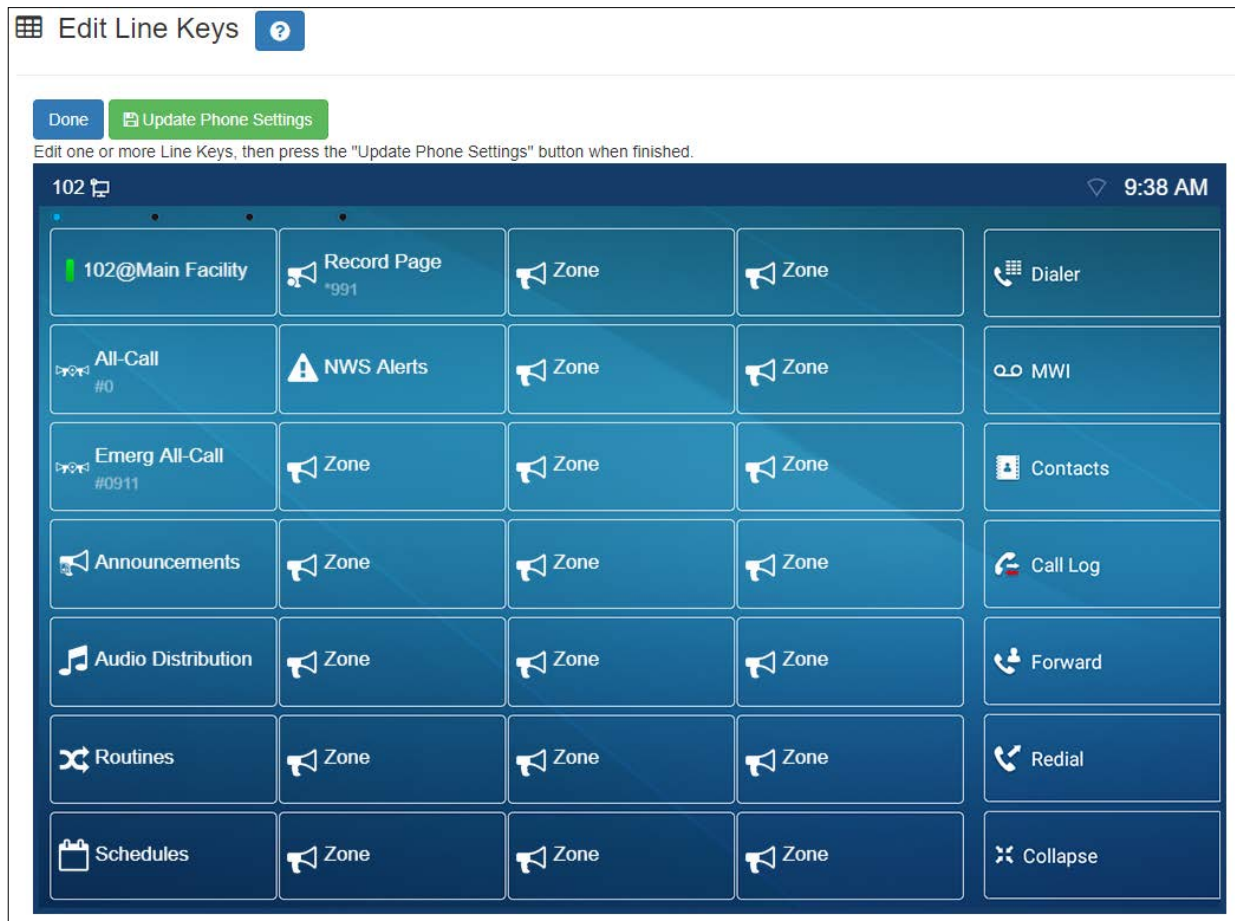 Edit Line Keys
Done Update Phone Settings
Edit one or more Line Keys, then press the "Update Phone Settings" button when finished.
102 9:38 AM
102@Main Facility Record Page *991 Zone Zone Dialer
All-Call #0 NWS Alerts Zone Zone MWI
Emerg All-Call #0911 Zone Zone Zone Contacts
Announcements Zone Zone Zone Call Log
Audio Distribution Zone Zone Zone Forward
Routines Zone Zone Zone Redial
Schedules Zone Zone Zone Collapse